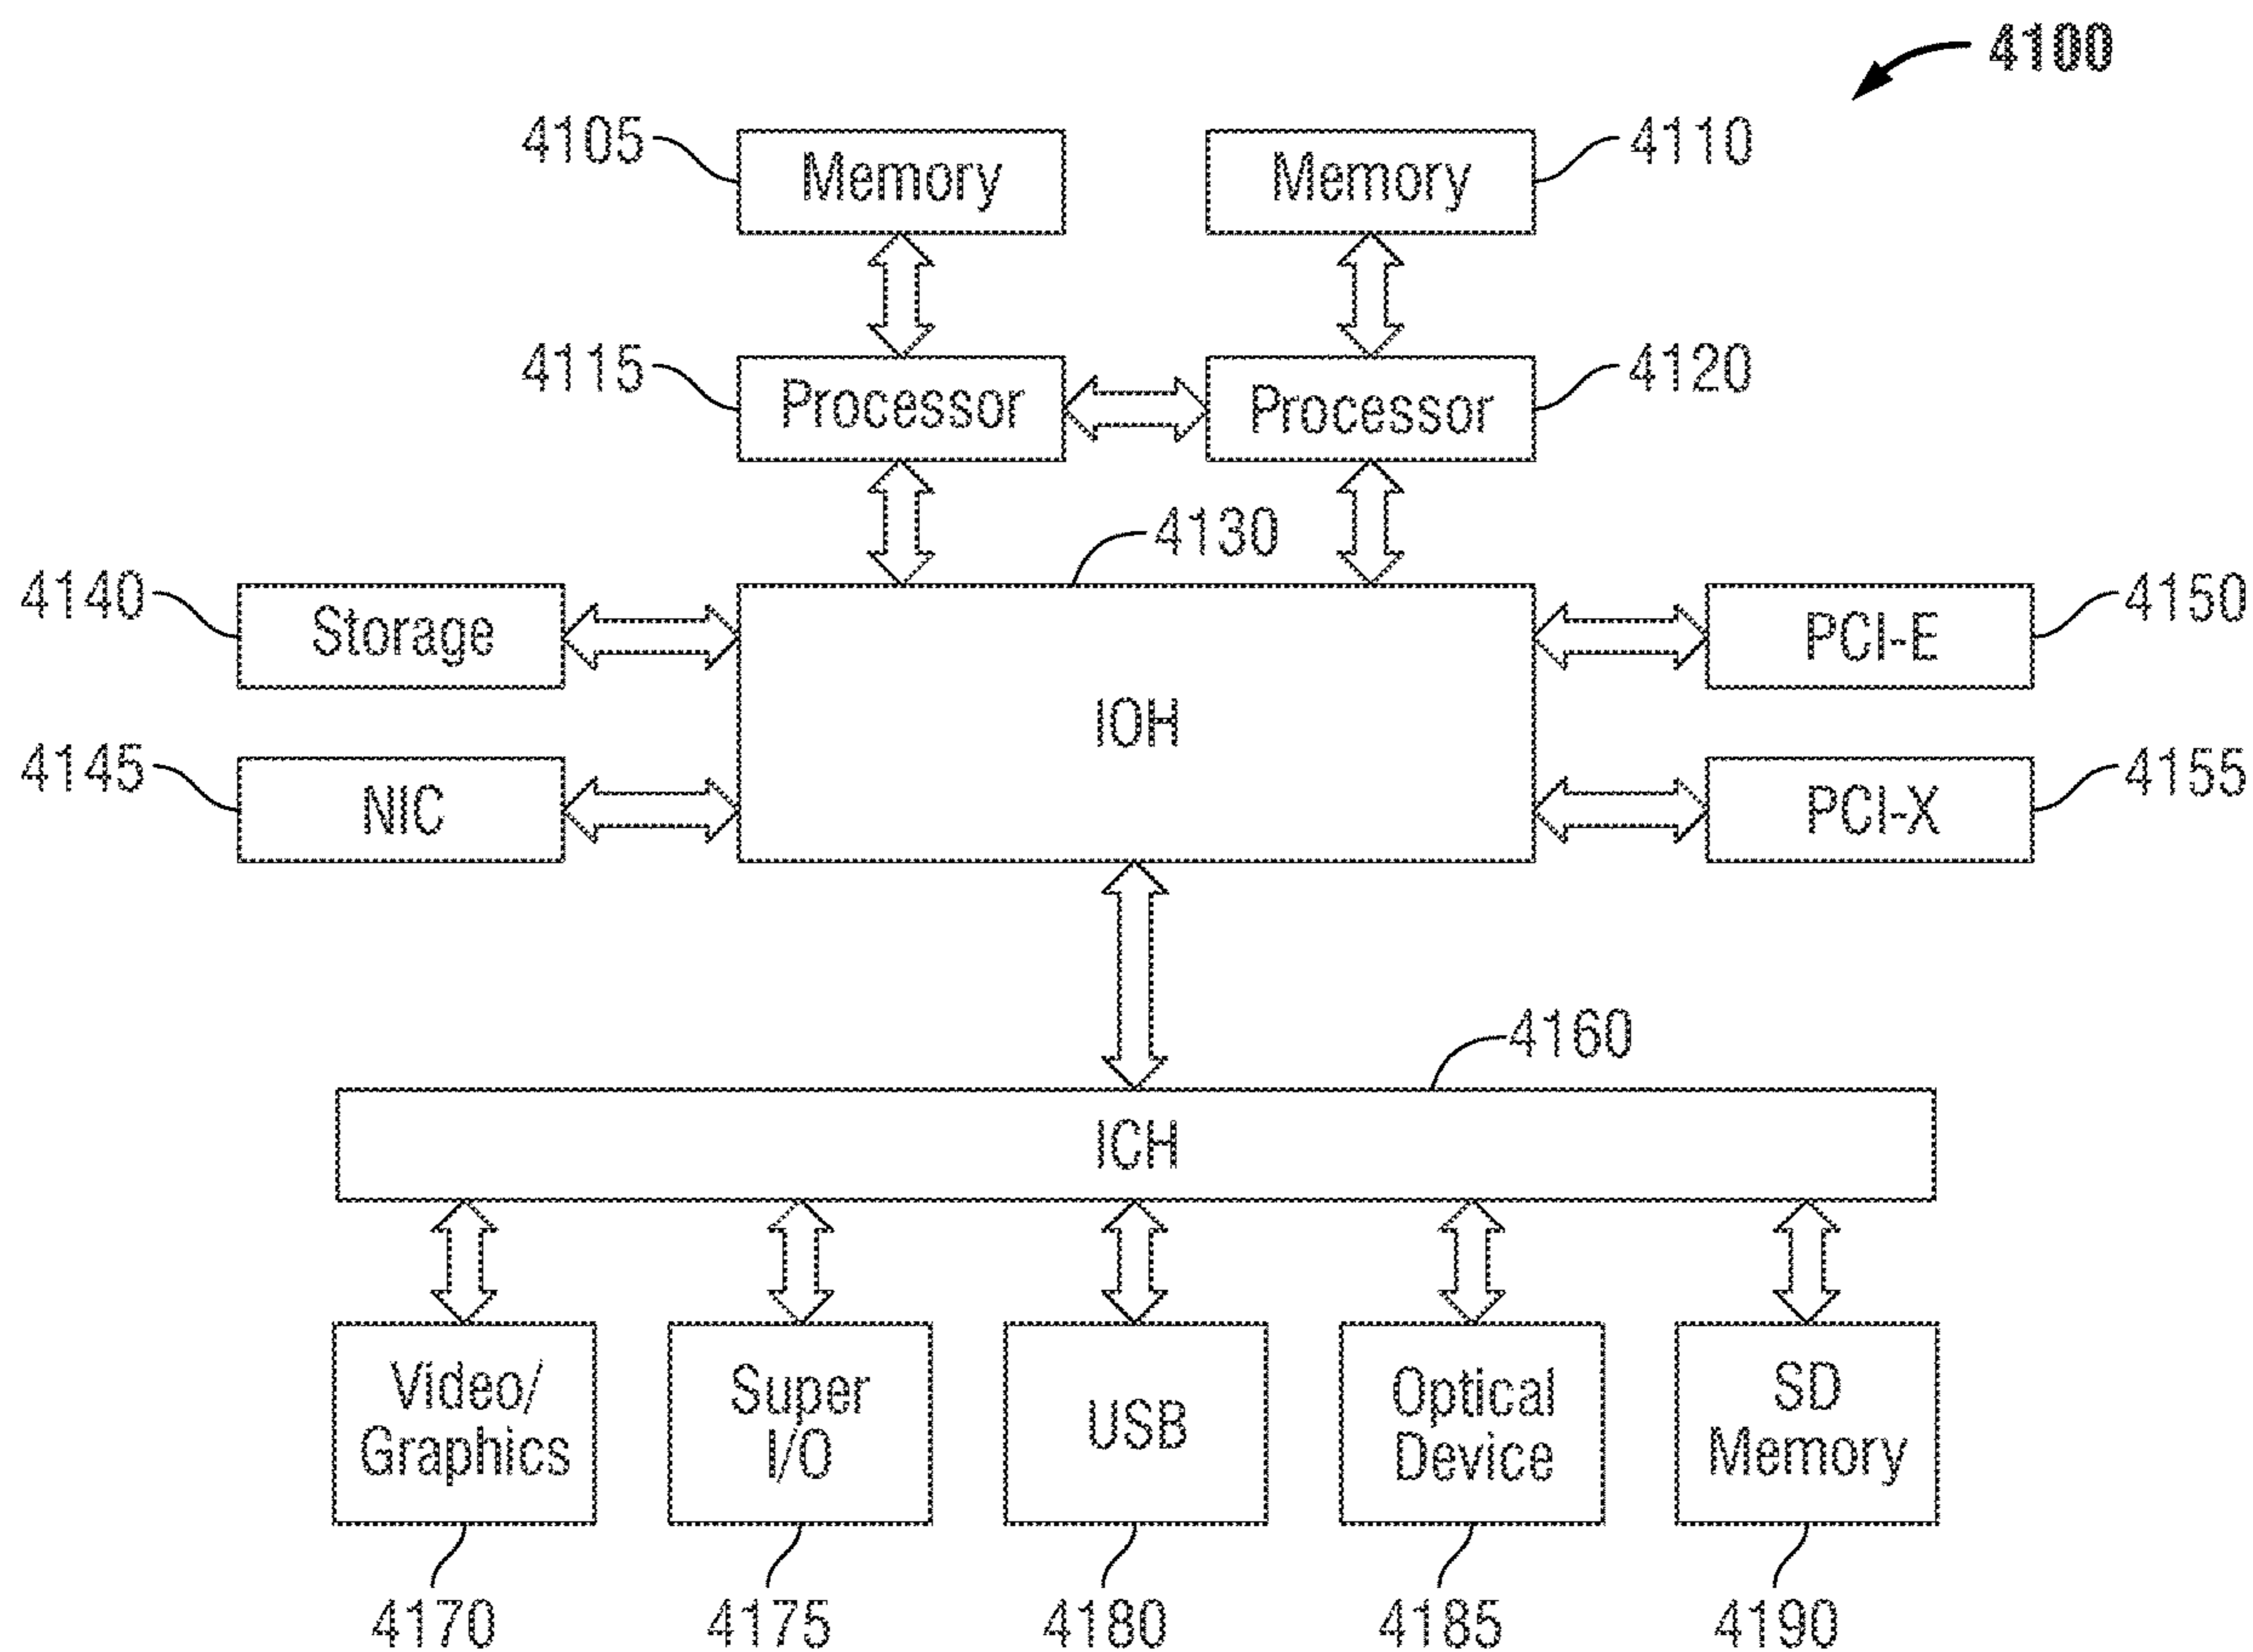 4100
4105
Memory
Memory
4110
4115
Processor
Processor
4120
4130
4140
Storage
IOH
PCI-E
4150
4145
NIC
PCI-X
4155
4160
ICH
Video/
Graphics
Super
I/O
USB
Optical
Device
SD
Memory
4170
4175
4180
4185
4190